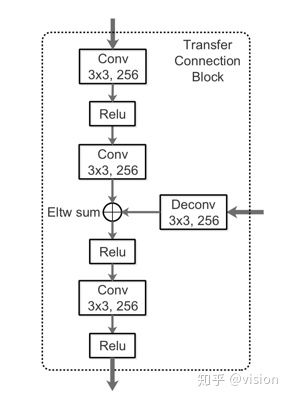 Transfer
Connection
Block
Conv
3x3, 256
Relu
Conv
3x3, 256
Eltw sum
Deconv
3x3, 256
Relu
Conv
3x3, 256
Relu
知乎 @vision